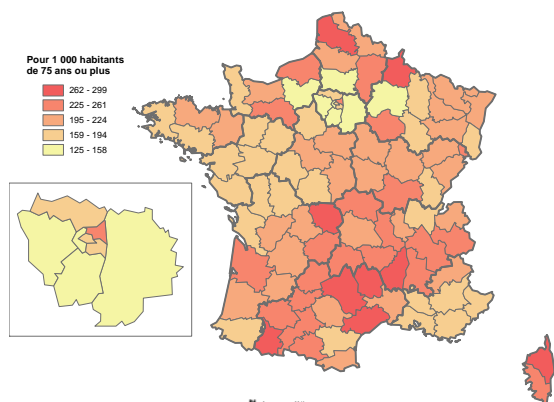 Pour 1 000 habitants
de 75 ans ou plus
262 - 299
225 - 261
195 - 224
159 - 194
125 - 158